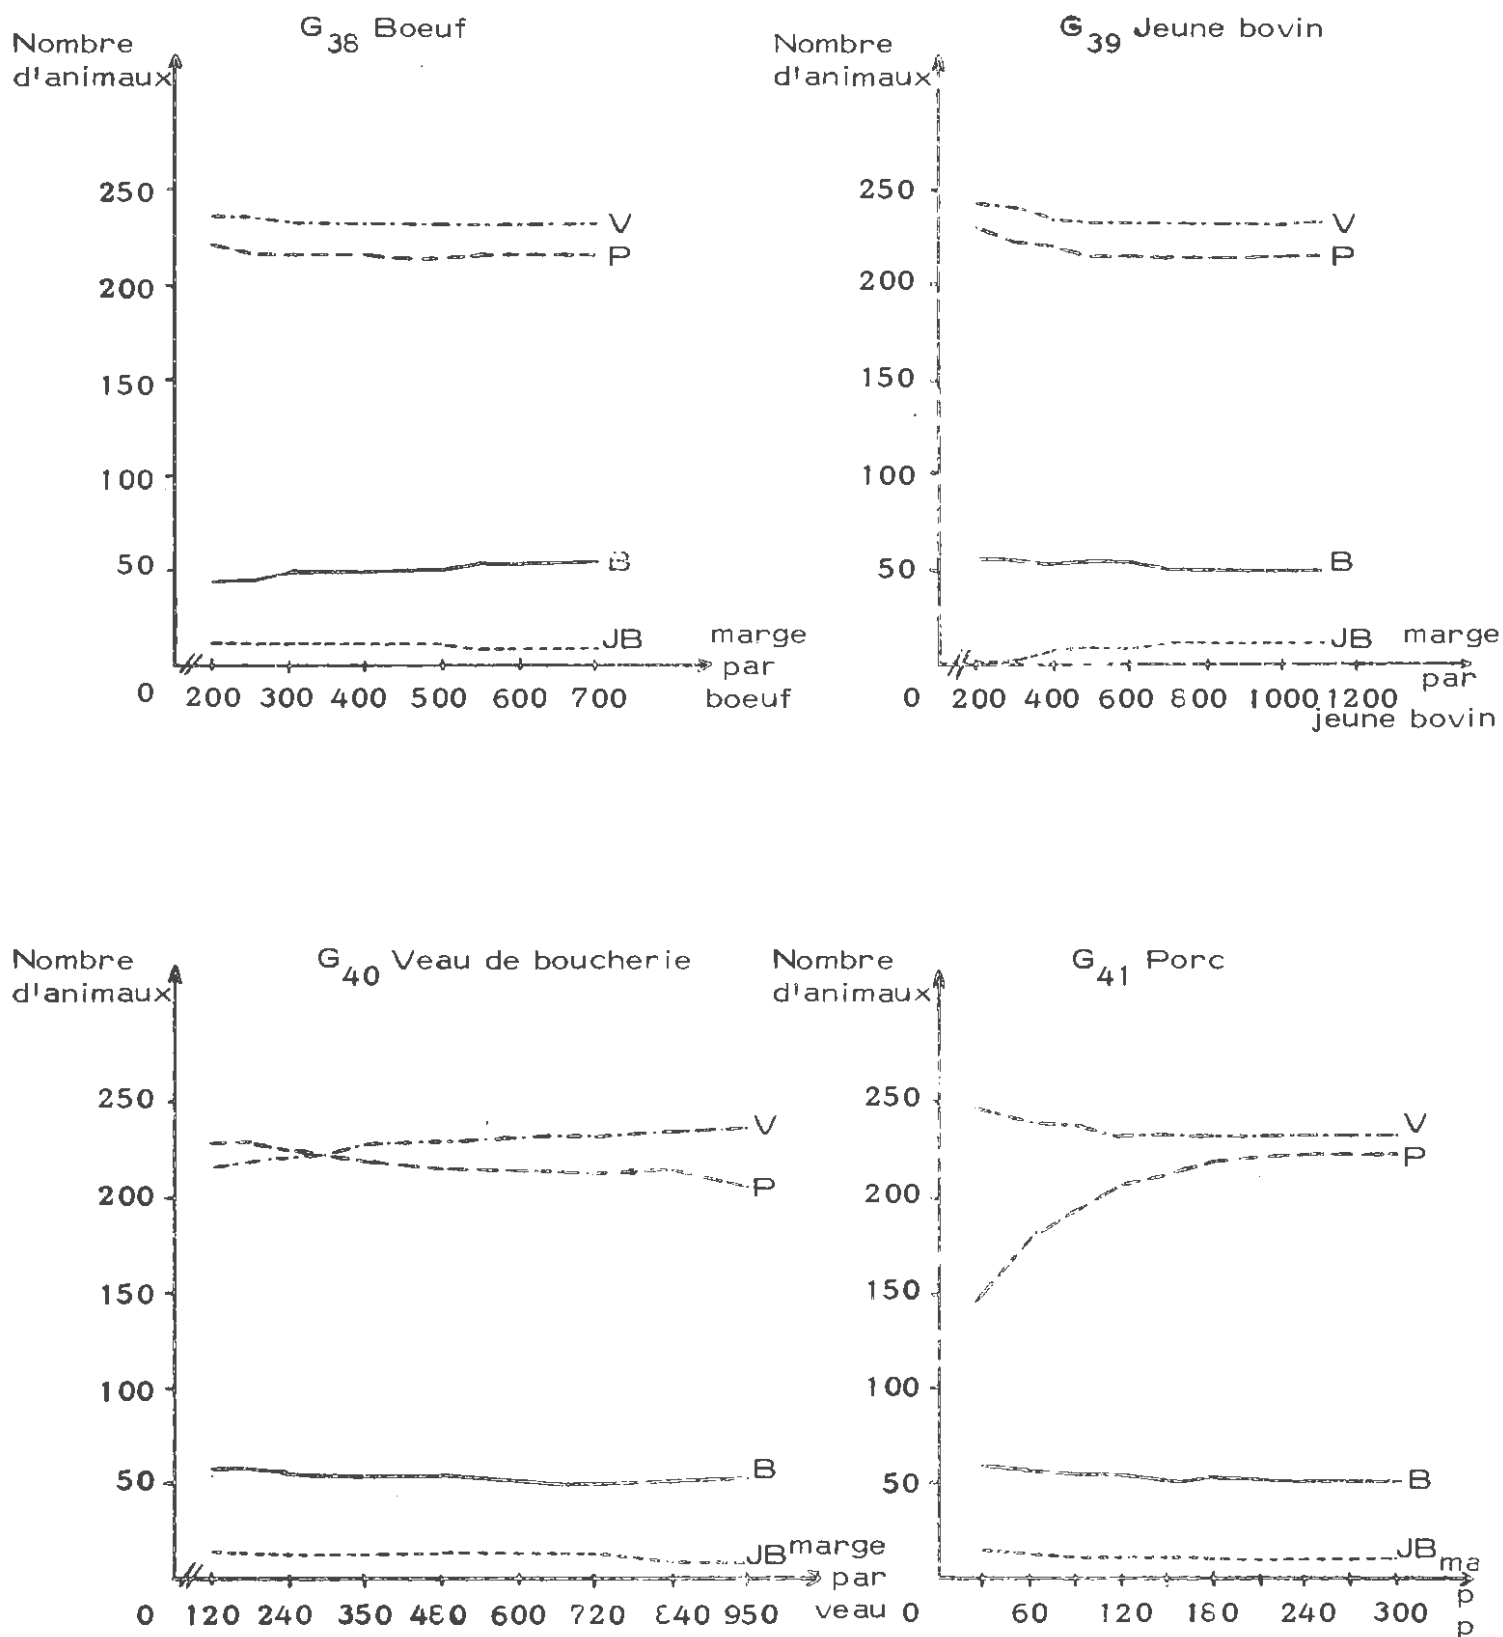 G38 Boeuf
Nombre
d'animaux
250
200
150
100
50
0
V
P
B
JB
200 300 400 500 600 700
marge
par
boeuf
G39 Jeune bovin
Nombre
d'animaux
250
200
150
100
50
0
V
P
B
JB
200 400 600 800 1000 1200
marge
par
jeune bovin
G40 Veau de boucherie
Nombre
d'animaux
250
200
150
100
50
0
V
P
B
JB
120 240 350 480 600 720 840 950
marge
par
veau
G41 Porc
Nombre
d'animaux
250
200
150
100
50
0
V
P
B
JB
60 120 180 240 300
ma
p
p